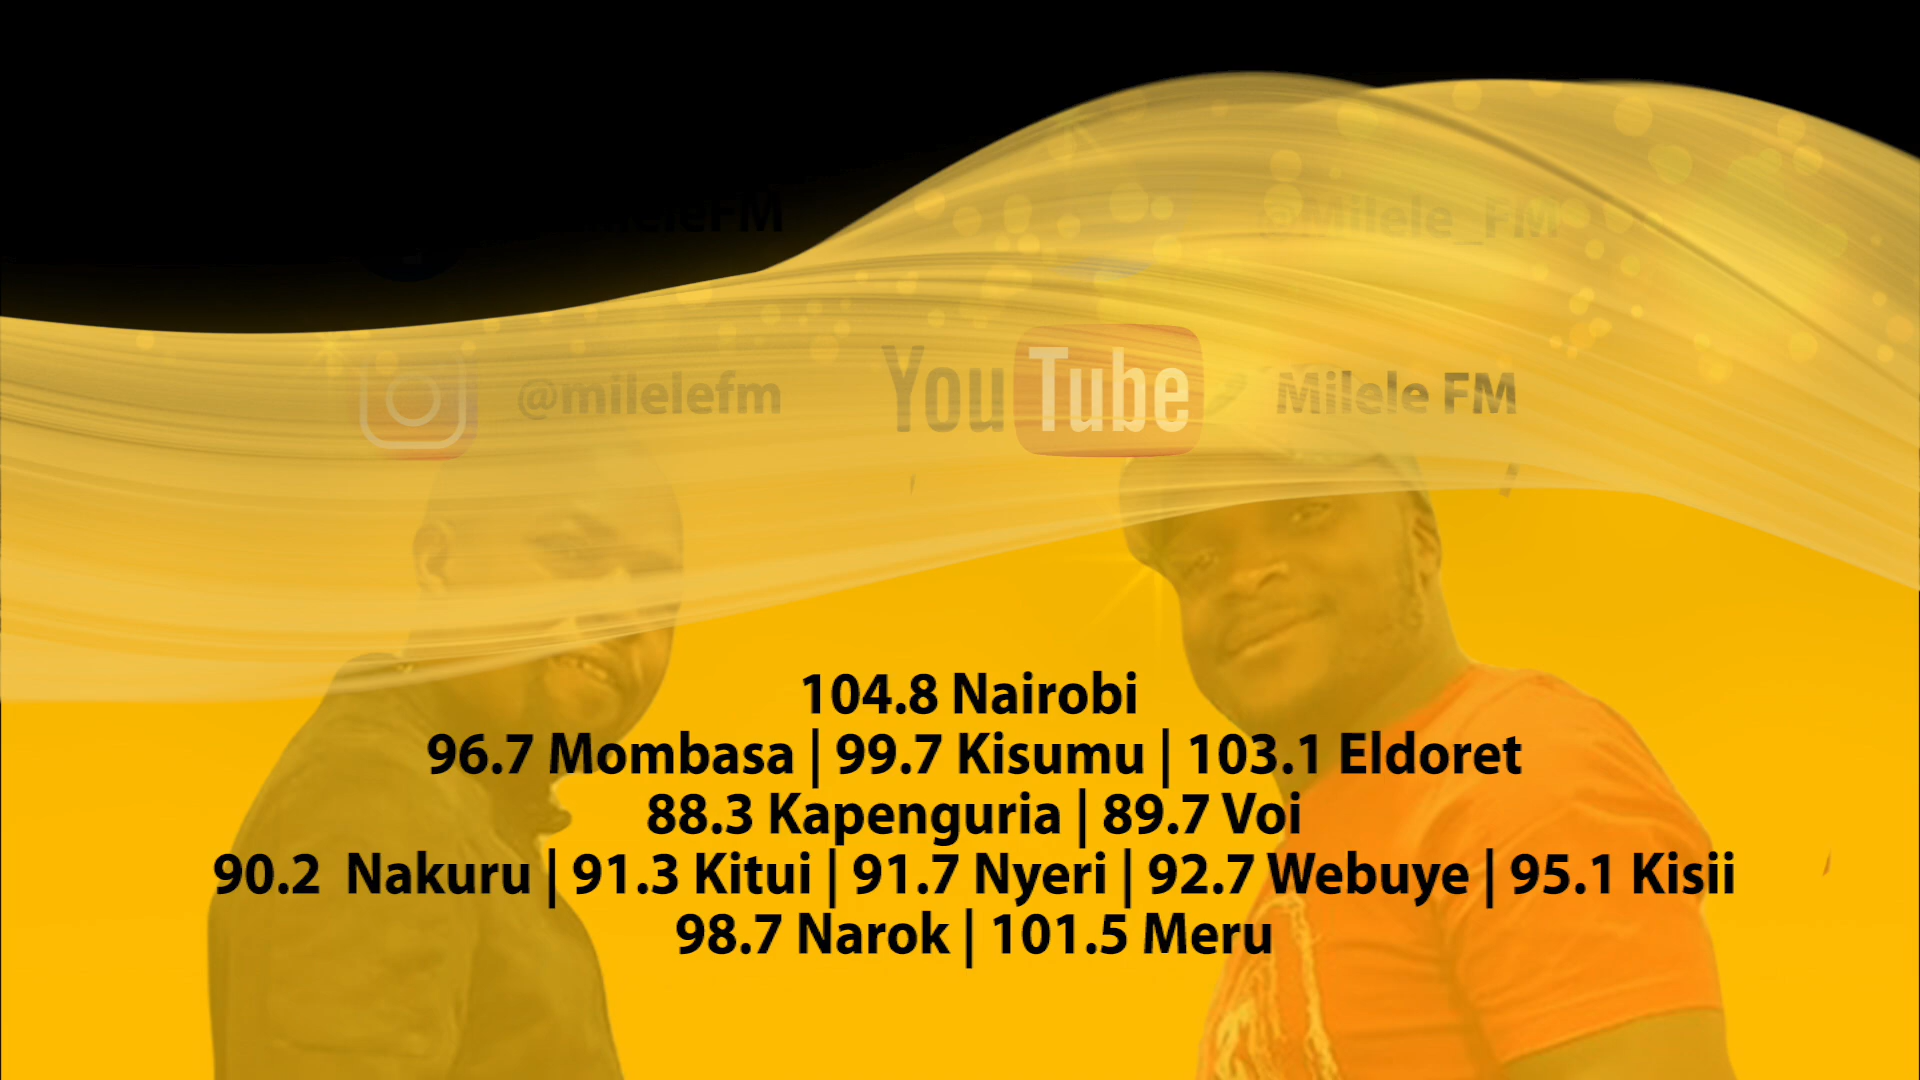 @Milele_FM
@milelefm YouTube Milele FM
104.8 Nairobi
96.7 Mombasa | 99.7 Kisumu | 103.1 Eldoret
88.3 Kapenguria | 89.7 Voi
90.2 Nakuru | 91.3 Kitui | 91.7 Nyeri | 92.7 Webuye | 95.1 Kisii
98.7 Narok | 101.5 Meru